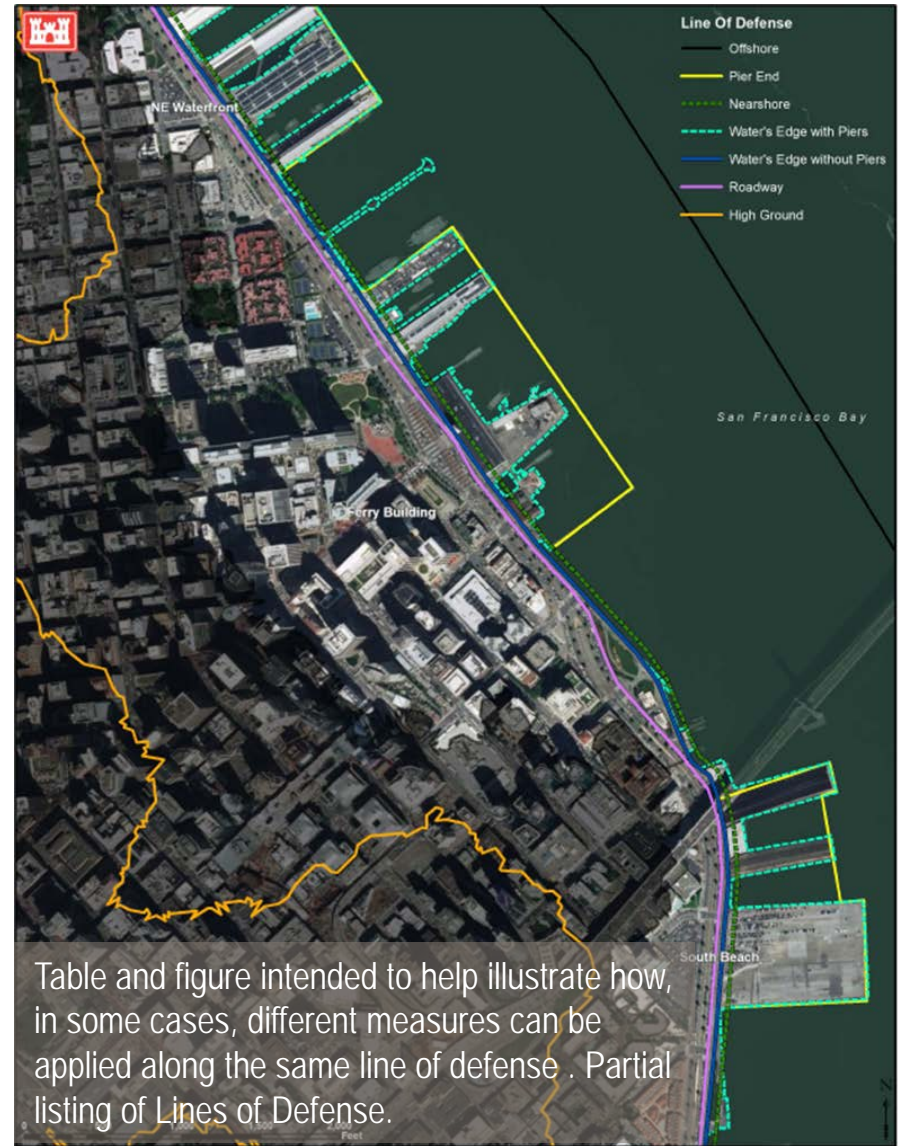 Line Of Defense
Offshore
Pier End
Nearshore
Water's Edge with Piers
Water's Edge without Piers
Roadway
High Ground
NE Waterfront
San Francisco Bay
Ferry Building
South Beach
Table and figure intended to help illustrate how,
in some cases, different measures can be
applied along the same line of defense . Partial
listing of Lines of Defense.
Feet